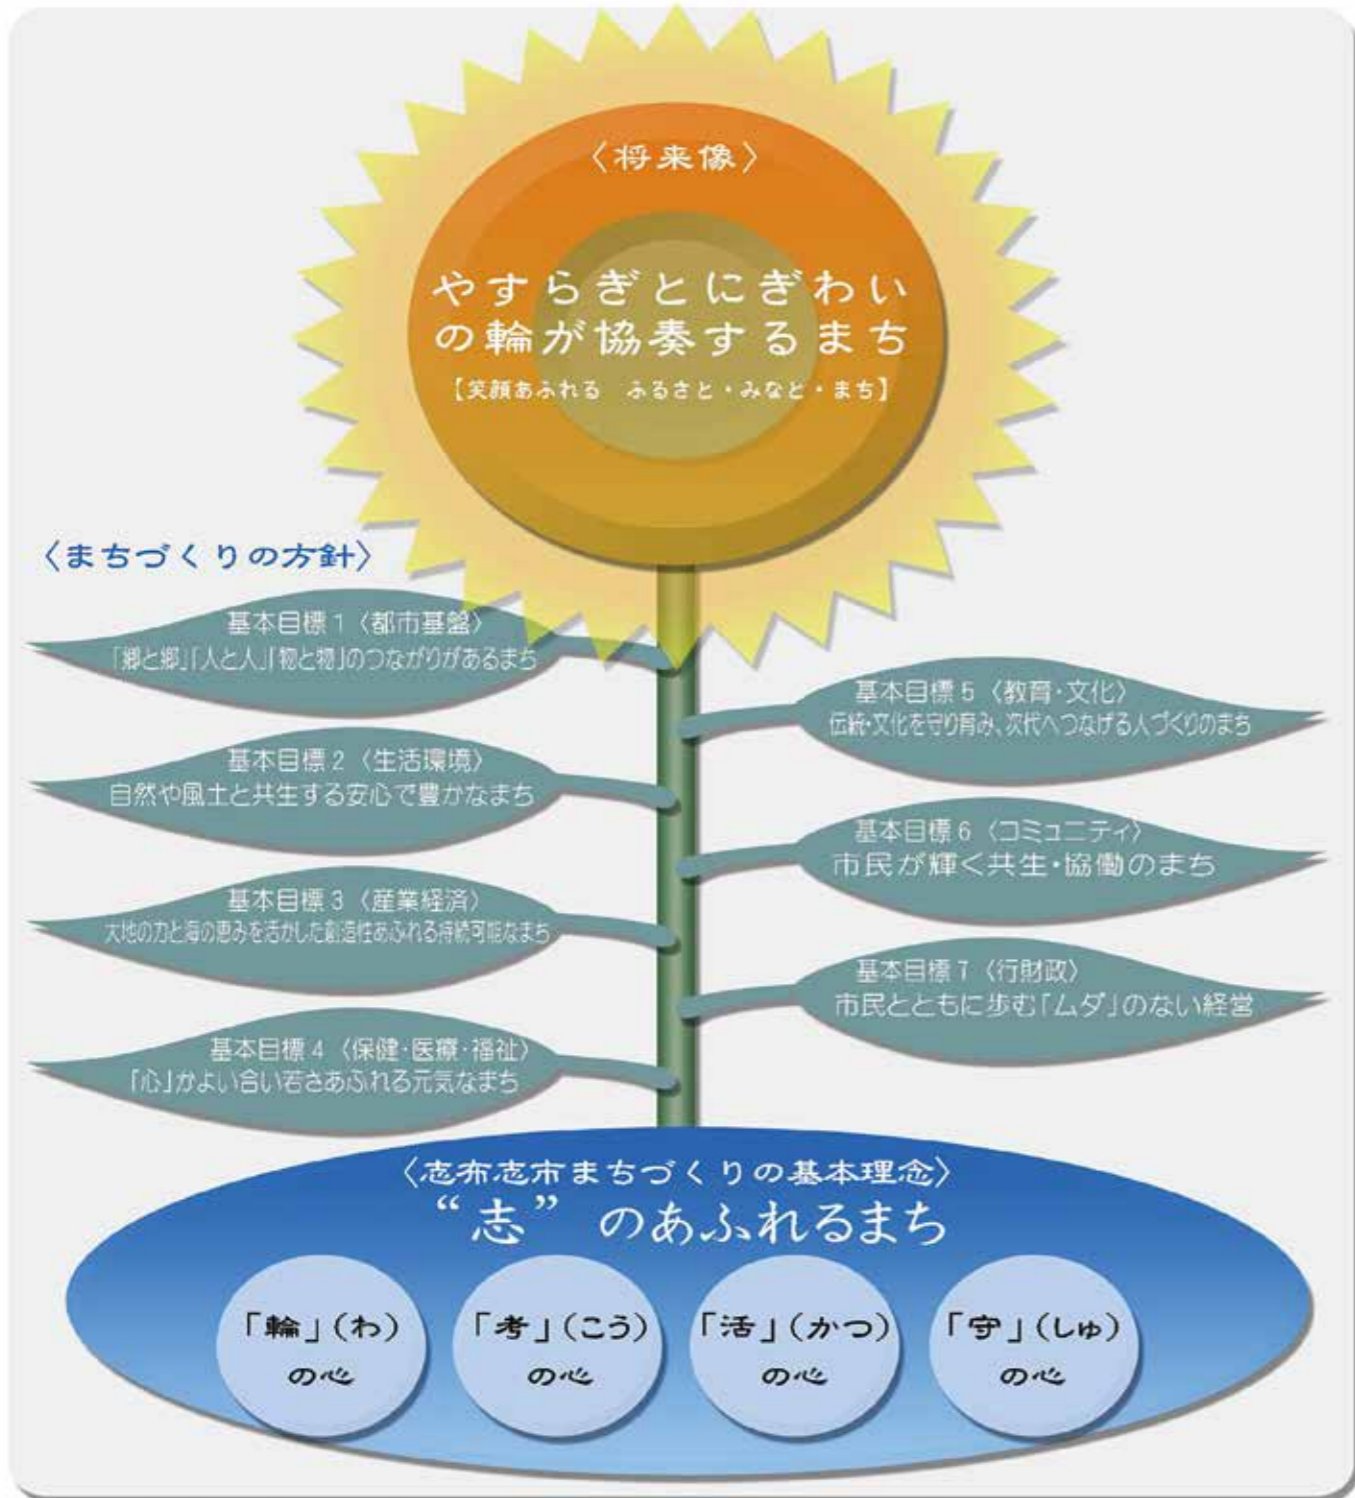 〈将来像〉
やすらぎとにぎわい
の輪が協奏するまち
【笑顔あふれる　ふるさと・みなと・まち】
〈まちづくりの方針〉
基本目標1〈都市基盤〉
「郷と郷」「人と人」「物と物」のつながりがあるまち
基本目標2〈生活環境〉
自然や風土と共生する安心で豊かなまち
基本目標3〈産業経済〉
大地の力と海の恵みを活かした創造性あふれる持続可能なまち
基本目標4〈保健・医療・福祉〉
「心」かよい合い若さあふれる元気なまち
基本目標5〈教育・文化〉
伝統・文化を守り育み、次代へつなげる人づくりのまち
基本目標6〈コミュニティ〉
市民が輝く共生・協働のまち
基本目標7〈行財政〉
市民とともに歩む「ムダ」のない経営
〈志布志市まちづくりの基本理念〉
“志”のあふれるまち
「輪」(わ)
の心
「考」(こう)
の心
「活」(かつ)
の心
「守」(しゅ)
の心